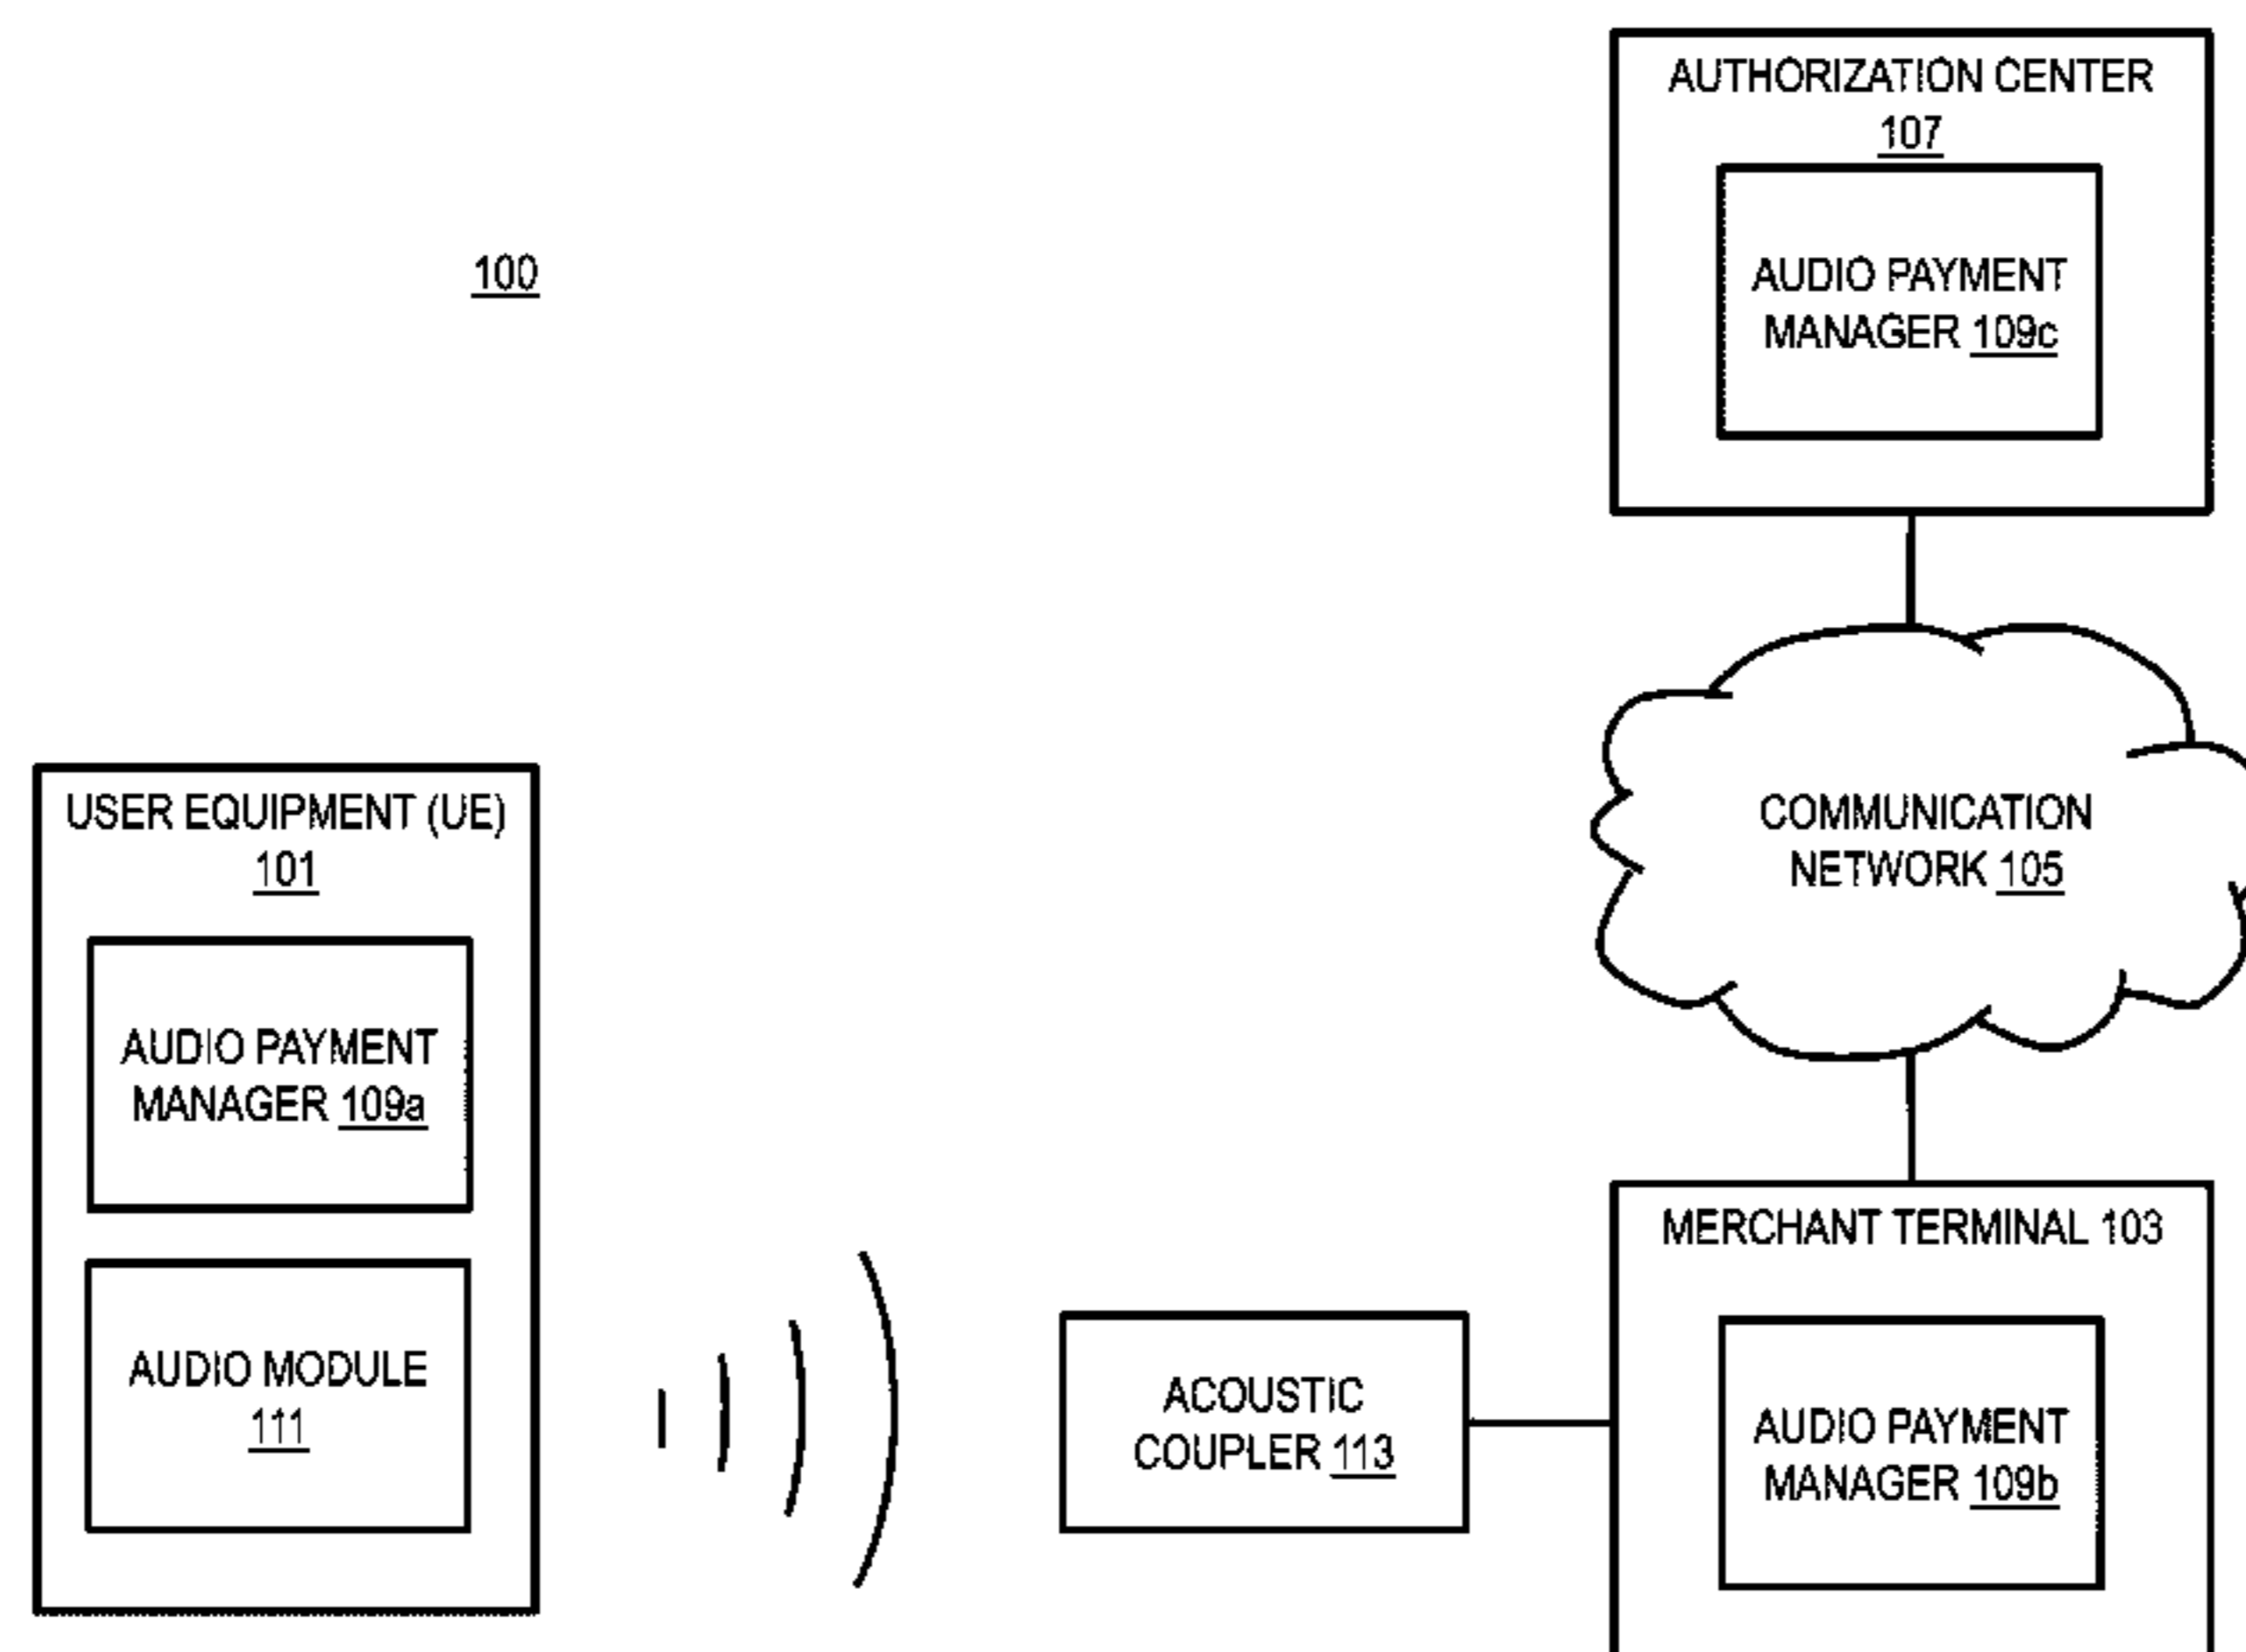 AUTHORIZATION CENTER
107
AUDIO PAYMENT
MANAGER 109c
100
COMMUNICATION
NETWORK 105
USER EQUIPMENT (UE)
101
AUDIO PAYMENT
MANAGER 109a
AUDIO MODULE
111
ACOUSTIC
COUPLER 113
MERCHANT TERMINAL 103
AUDIO PAYMENT
MANAGER 109b